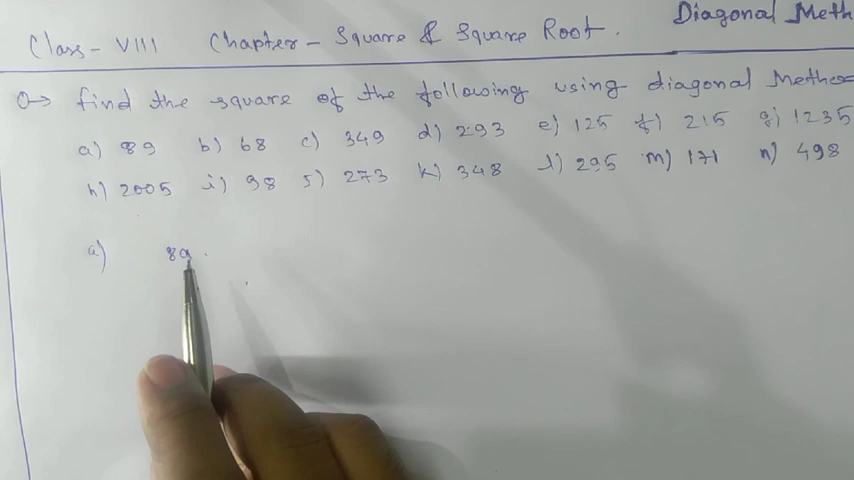 Diagonal Meth
Class- VIII Chapter- Square & Square Root.
Q→ find the square of the following using diagonal Metho
a) 89 b) 68 c) 349 d) 293 e) 125 f) 215 g) 1235
h) 2005 i) 98 j) 273 k) 348 l) 295 m) 171 n) 498
a) 89